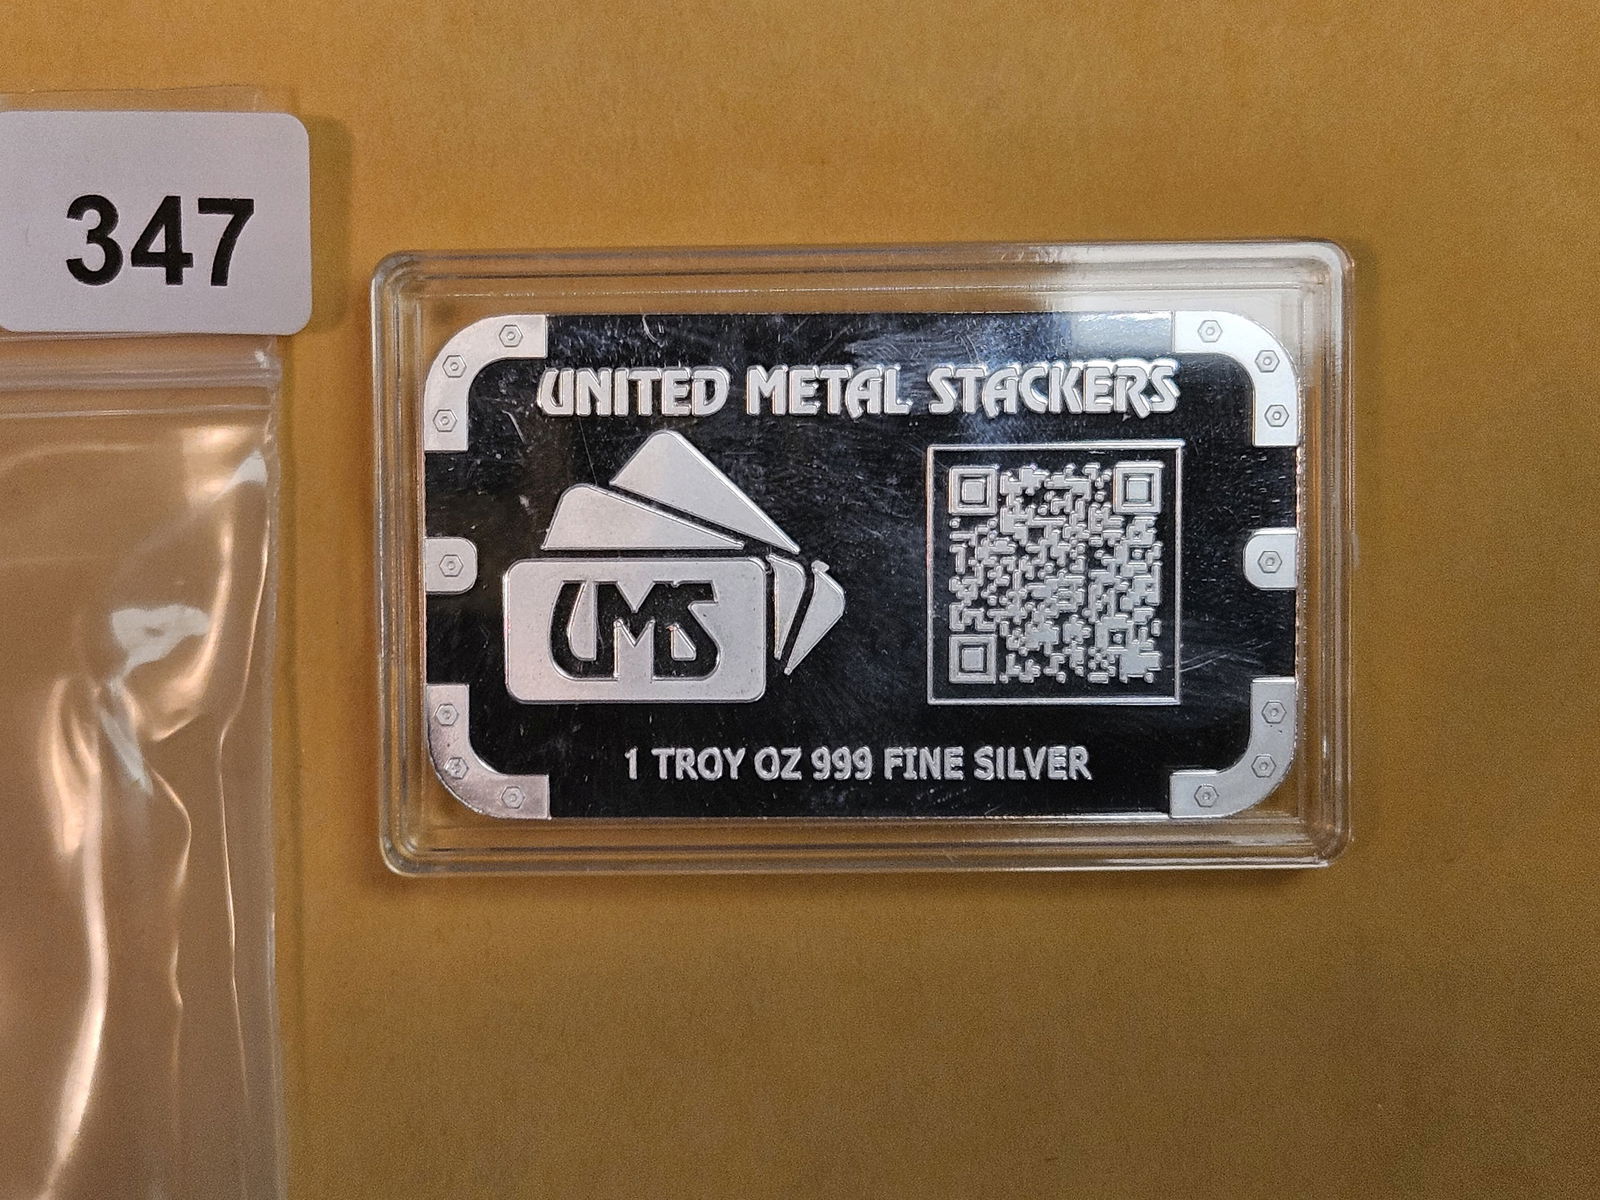 347
UNITED METAL STACKERS
UMS
1 TROY OZ 999 FINE SILVER